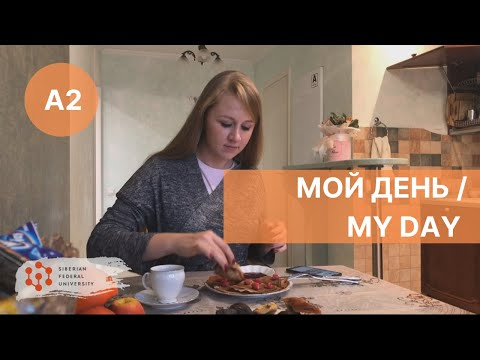 A2
МОЙ ДЕНЬ /
MY DAY
SIBERIAN
FEDERAL
UNIVERSITY